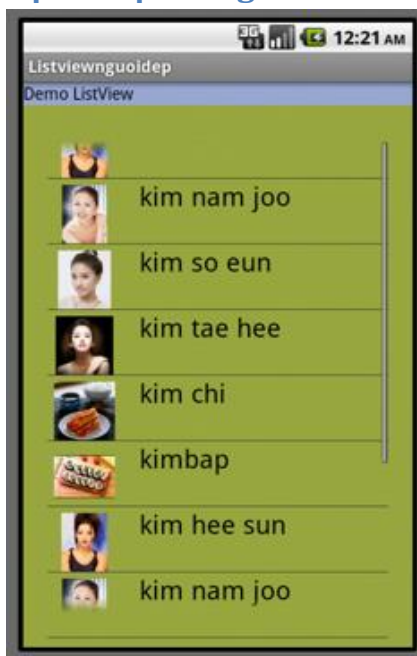 12:21 AM
Listviewnguoidep
Demo ListView
kim nam joo
kim so eun
kim tae hee
kim chi
kimbap
kim hee sun
kim nam joo